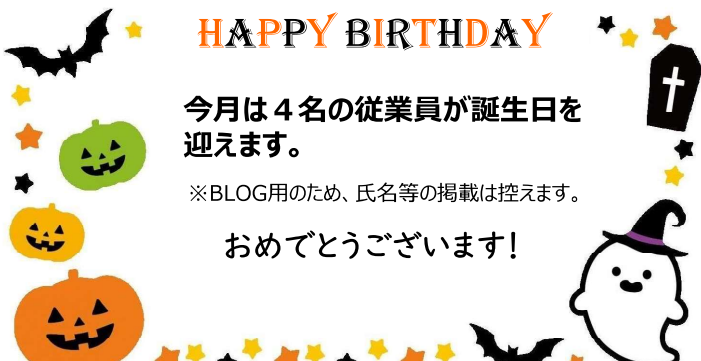 HAPPY BIRTHDAY
今月は４名の従業員が誕生日を
迎えます。
※BLOG用のため、氏名等の掲載は控えます。
おめでとうございます！